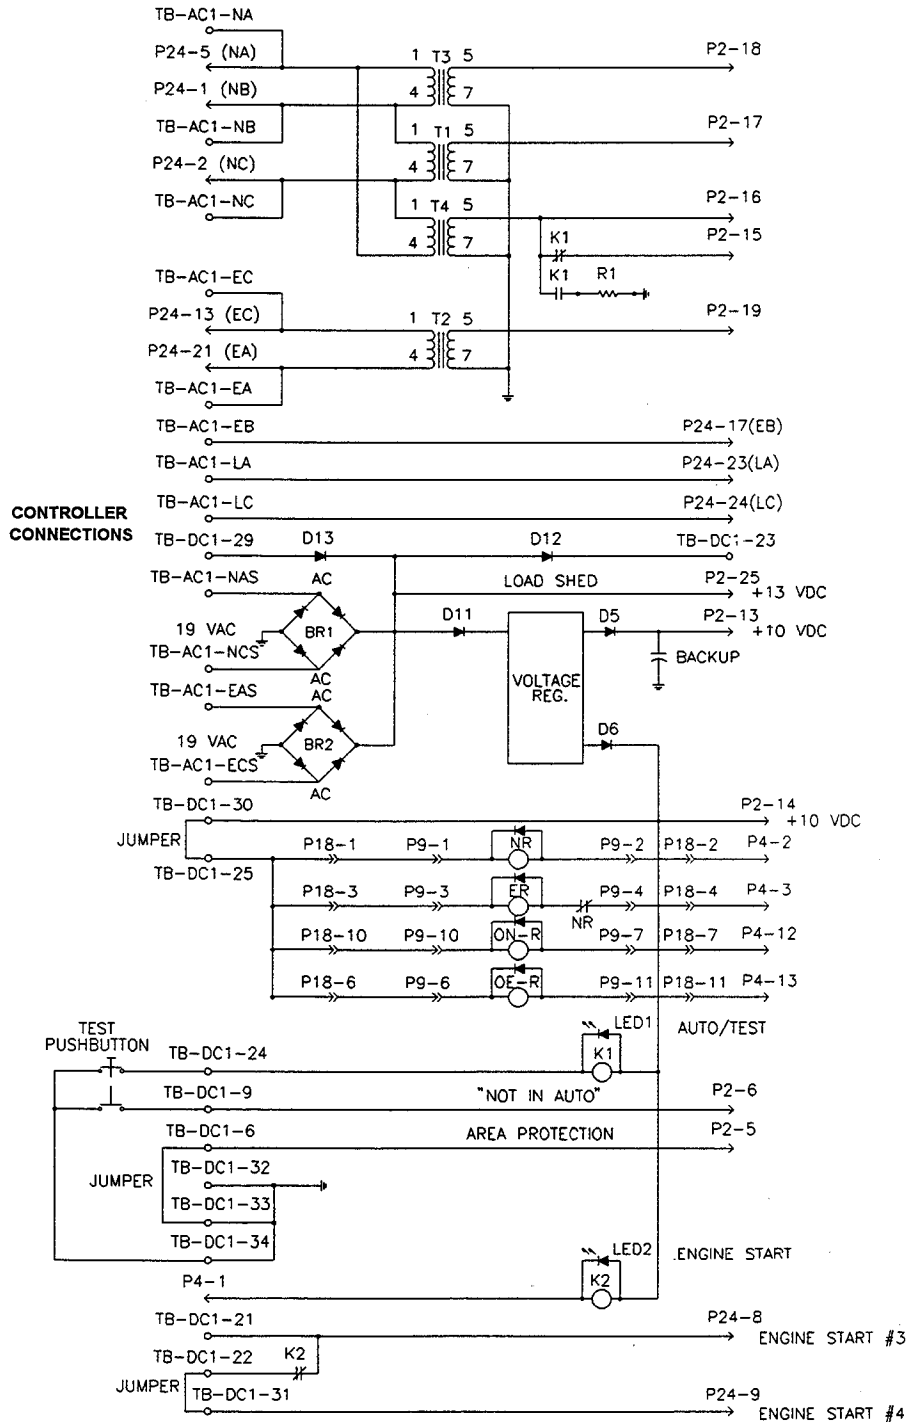 TB-AC1-NA
P24-5 (NA) 1 T3 5 P2-18
P24-1 (NB) 4 7
TB-AC1-NB 1 T1 5 P2-17
P24-2 (NC) 4 7
TB-AC1-NC 1 T4 5 P2-16
4 7 K1 P2-15
TB-AC1-EC K1 R1
P24-13 (EC) 1 T2 5 P2-19
P24-21 (EA) 4 7
TB-AC1-EA
TB-AC1-EB P24-17(EB)
TB-AC1-LA P24-23(LA)
TB-AC1-LC P24-24(LC)
CONTROLLER
CONNECTIONS
TB-DC1-29 D13 D12 TB-DC1-23
TB-AC1-NAS AC LOAD SHED P2-25
+13 VDC
19 VAC BR1 D11 D5 P2-13
+10 VDC
TB-AC1-NCS AC BACKUP
VOLTAGE
REG.
TB-AC1-EAS AC
19 VAC BR2 D6
TB-AC1-ECS AC
TB-DC1-30 P2-14
+10 VDC
JUMPER P18-1 P9-1 NR P9-2 P18-2 P4-2
TB-DC1-25
P18-3 P9-3 ER P9-4 P18-4 P4-3
NR
P18-10 P9-10 ON-R P9-7 P18-7 P4-12
P18-6 P9-6 OE-R P9-11 P18-11 P4-13
TEST
PUSHBUTTON
LED1 AUTO/TEST
TB-DC1-24 K1
TB-DC1-9 "NOT IN AUTO" P2-6
TB-DC1-6 AREA PROTECTION P2-5
TB-DC1-32
JUMPER
TB-DC1-33
TB-DC1-34
LED2 ENGINE START
P4-1 K2
TB-DC1-21 P24-8
ENGINE START #3
TB-DC1-22 K2
JUMPER
TB-DC1-31 P24-9
ENGINE START #4